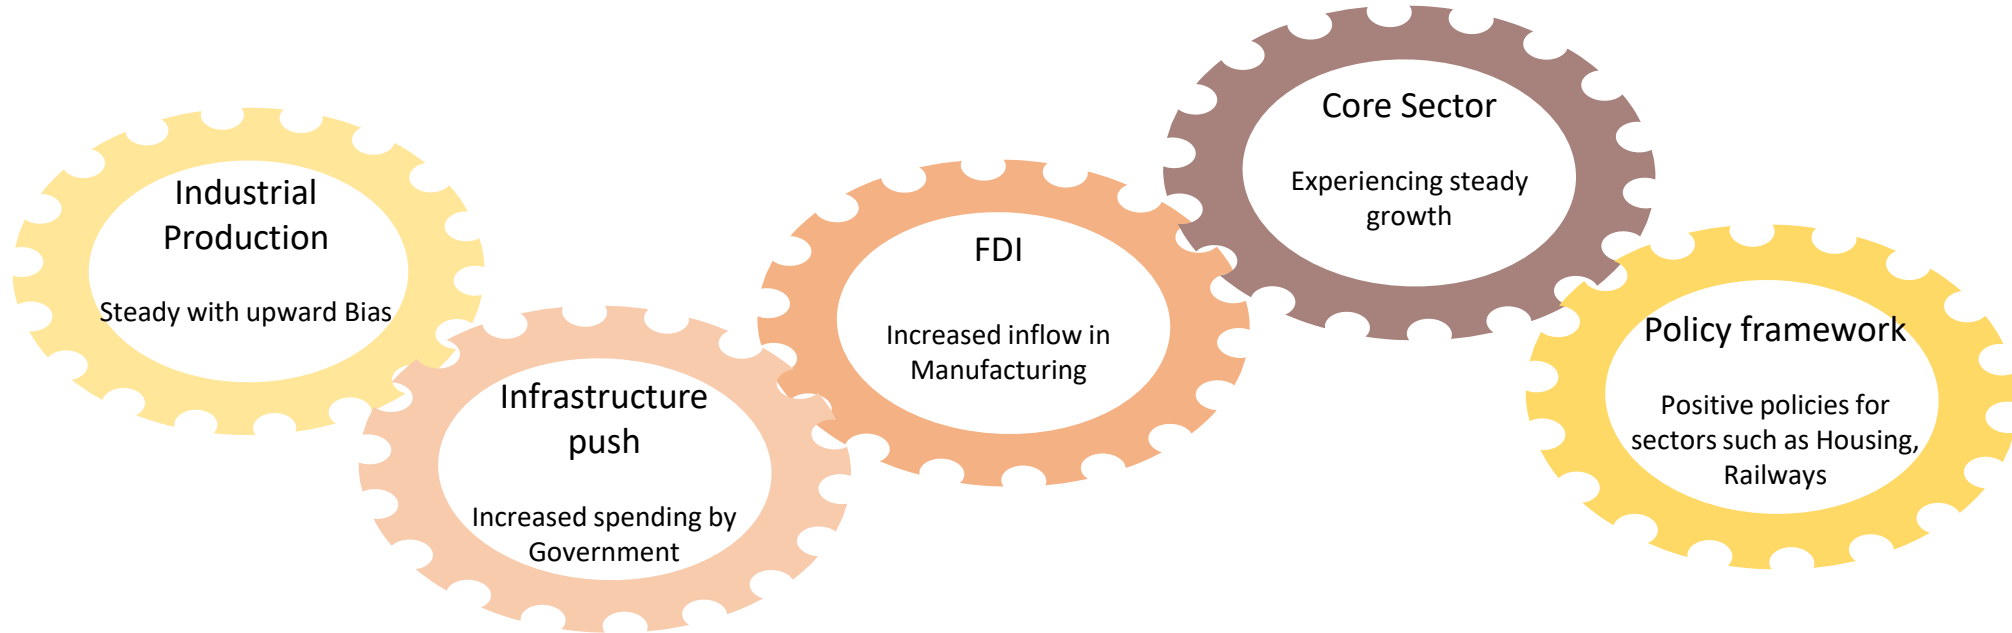 Industrial
Production
Steady with upward Bias
Infrastructure
push
Increased spending by
Government
FDI
Increased inflow in
Manufacturing
Core Sector
Experiencing steady
growth
Policy framework
Positive policies for
sectors such as Housing,
Railways